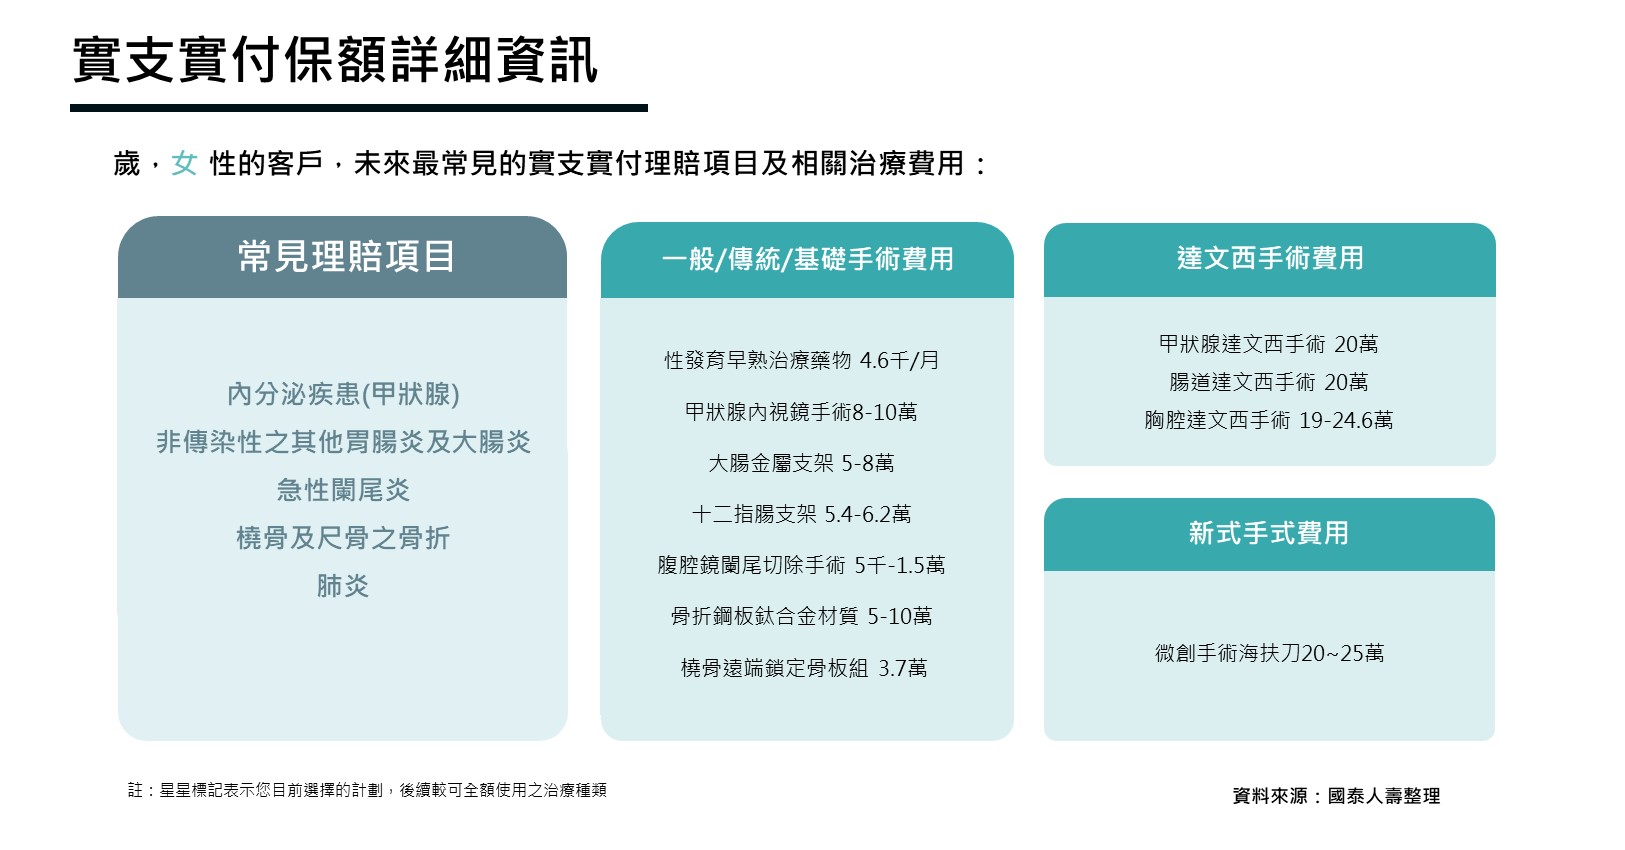 實支實付保額詳細資訊
歲，女 性的客戶，未來最常見的實支實付理賠項目及相關治療費用：
常見理賠項目
內分泌疾患(甲狀腺)
非傳染性之其他胃腸炎及大腸炎
急性闌尾炎
橈骨及尺骨之骨折
肺炎
一般/傳統/基礎手術費用
性發育早熟治療藥物 4.6千/月
甲狀腺內視鏡手術8-10萬
大腸金屬支架 5-8萬
十二指腸支架 5.4-6.2萬
腹腔鏡闌尾切除手術 5千-1.5萬
骨折鋼板鈦合金材質 5-10萬
橈骨遠端鎖定骨板組 3.7萬
達文西手術費用
甲狀腺達文西手術 20萬
腸道達文西手術 20萬
胸腔達文西手術 19-24.6萬
新式手式費用
微創手術海扶刀20~25萬
註：星星標記表示您目前選擇的計劃，後續較可全額使用之治療種類
資料來源：國泰人壽整理